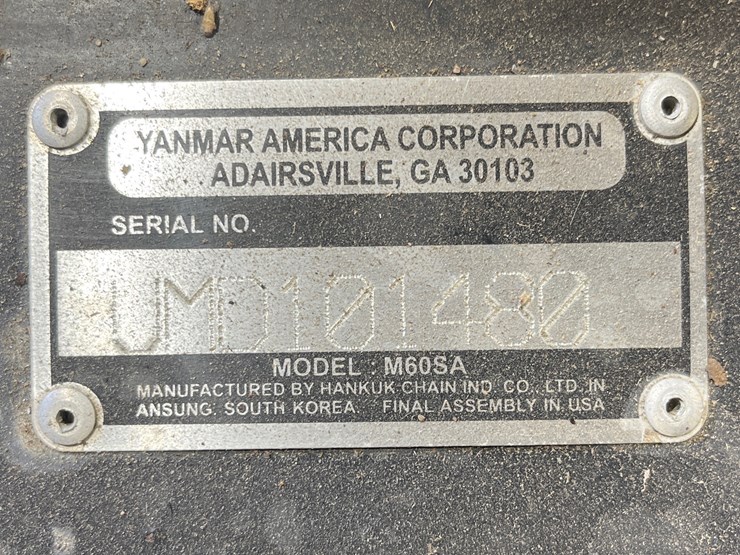 YANMAR AMERICA CORPORATION
ADAIRSVILLE, GA 30103
SERIAL NO.
JMD101480
MODEL : M60SA
MANUFACTURED BY HANKUK CHAIN IND. CO., LTD. IN
ANSUNG. SOUTH KOREA. FINAL ASSEMBLY IN USA